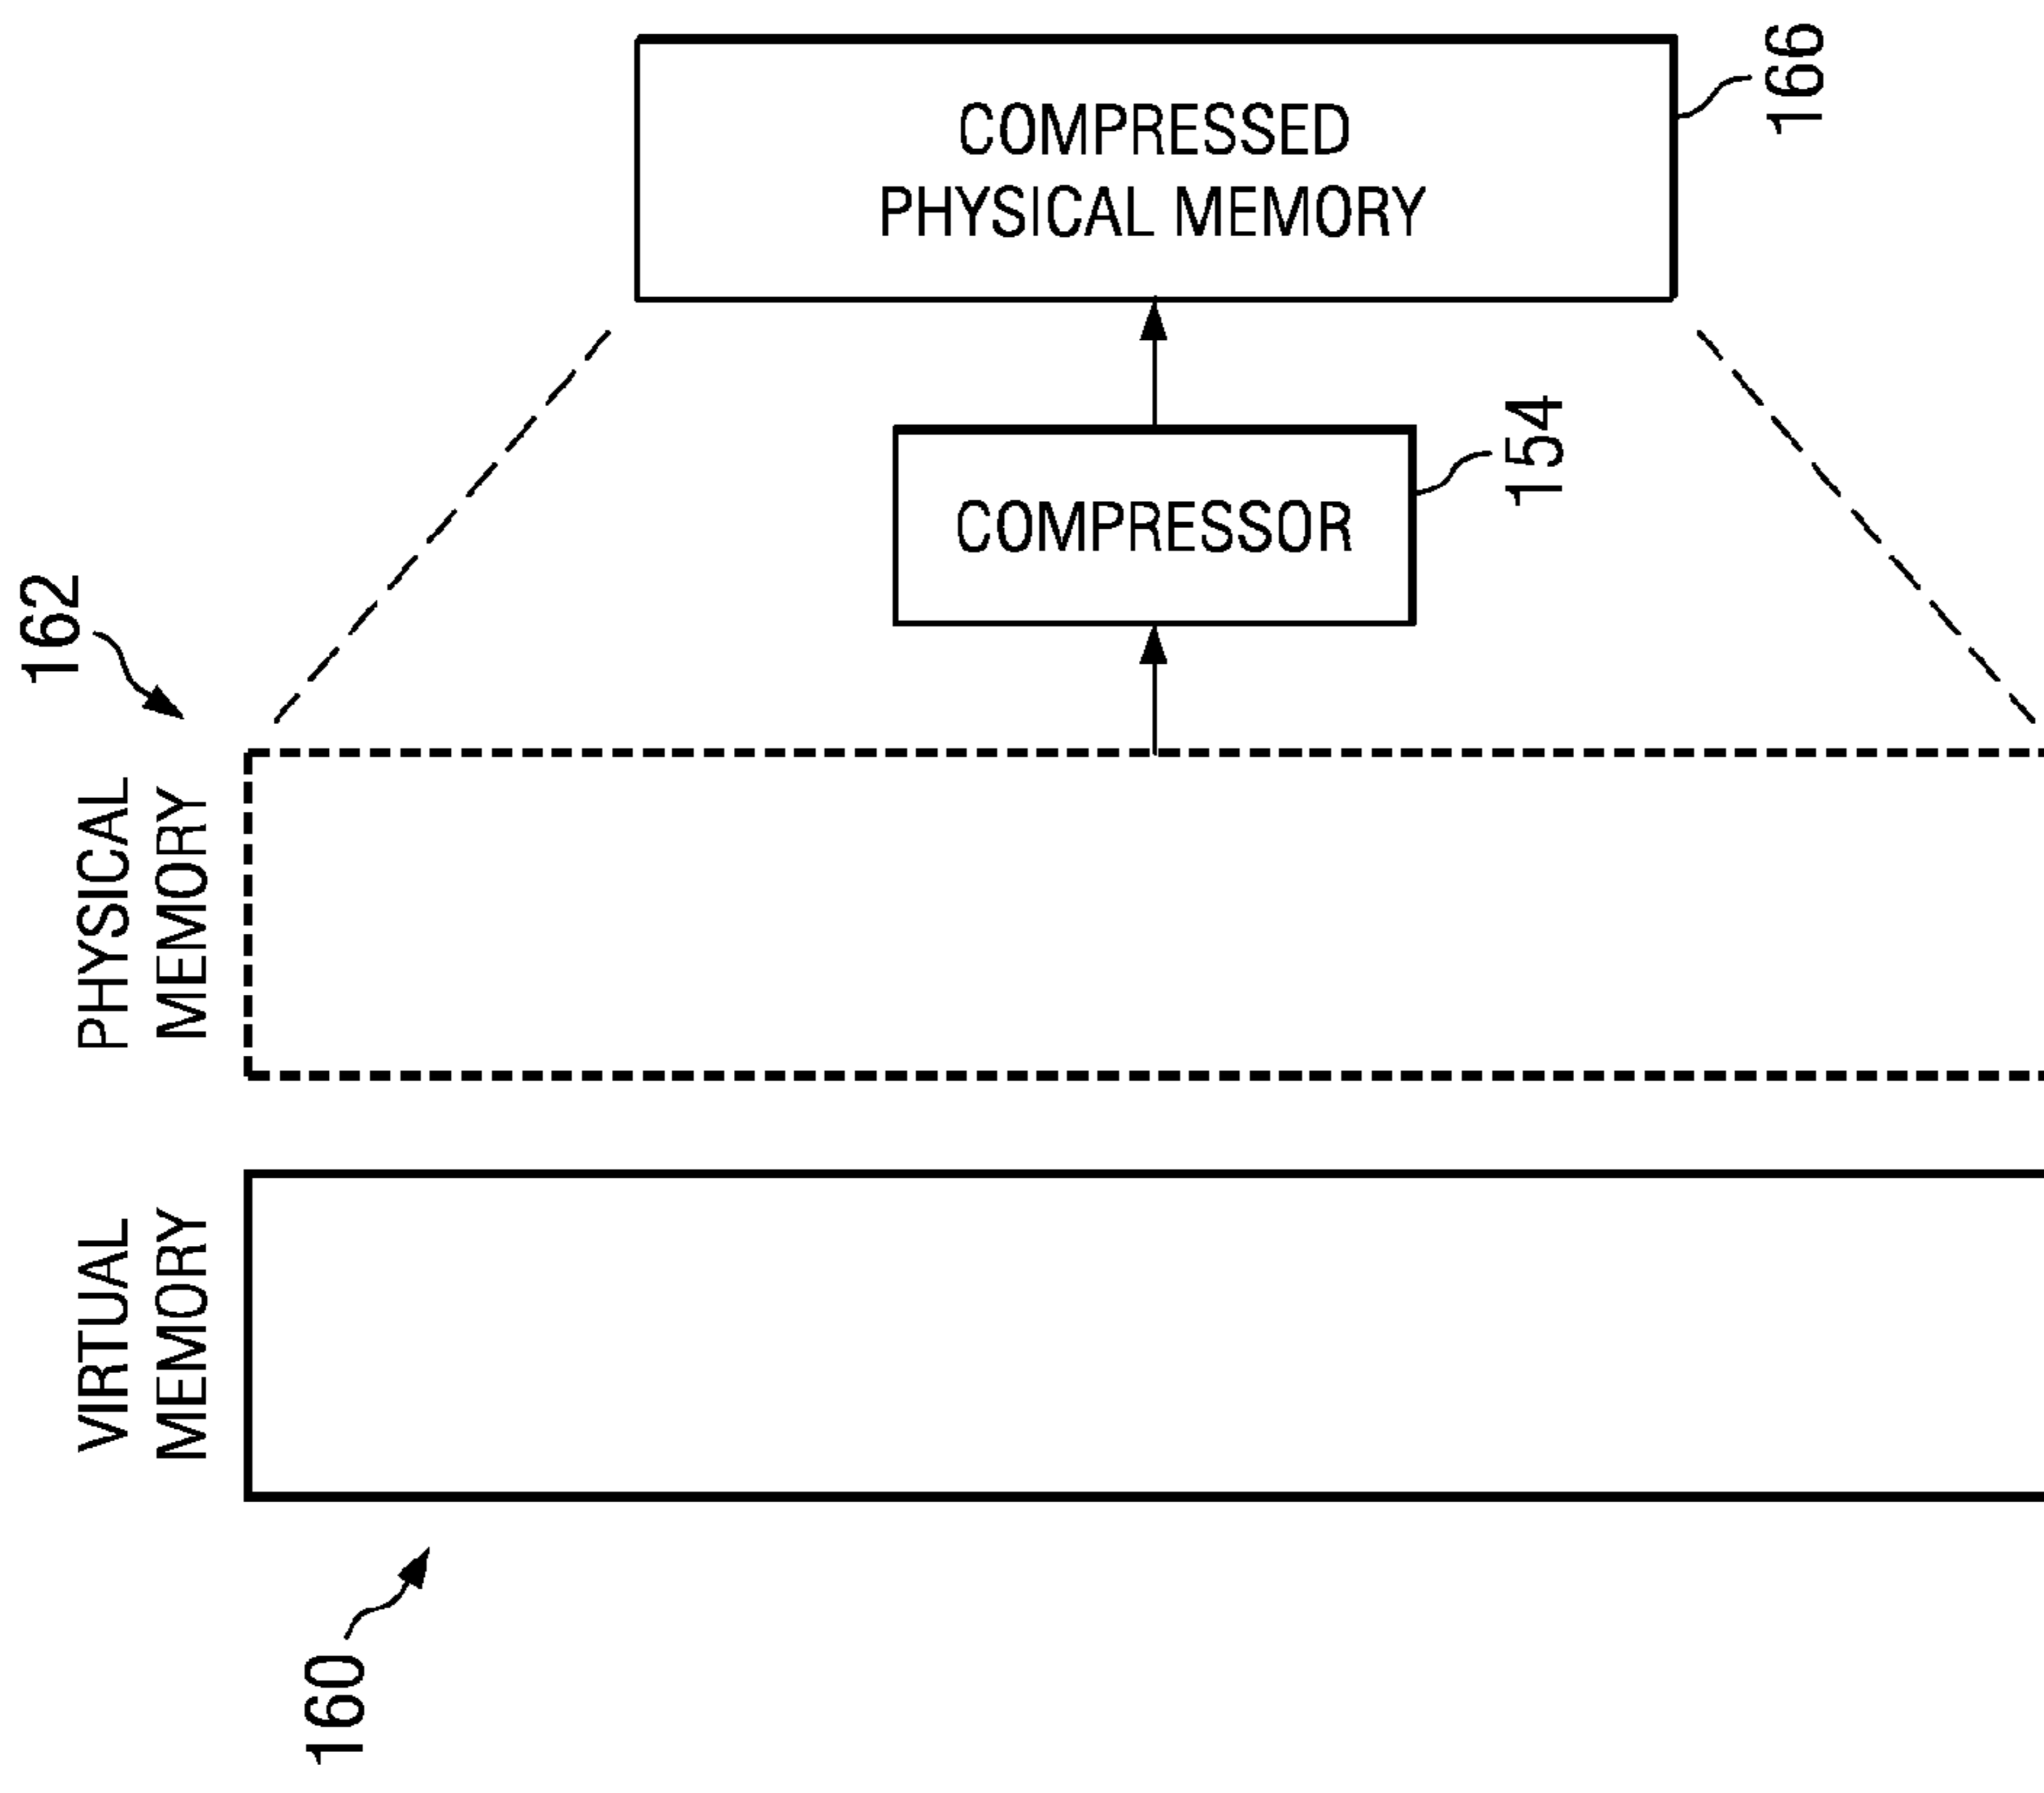 COMPRESSED
PHYSICAL MEMORY
166
COMPRESSOR
154
162
PHYSICAL
MEMORY
VIRTUAL
MEMORY
160